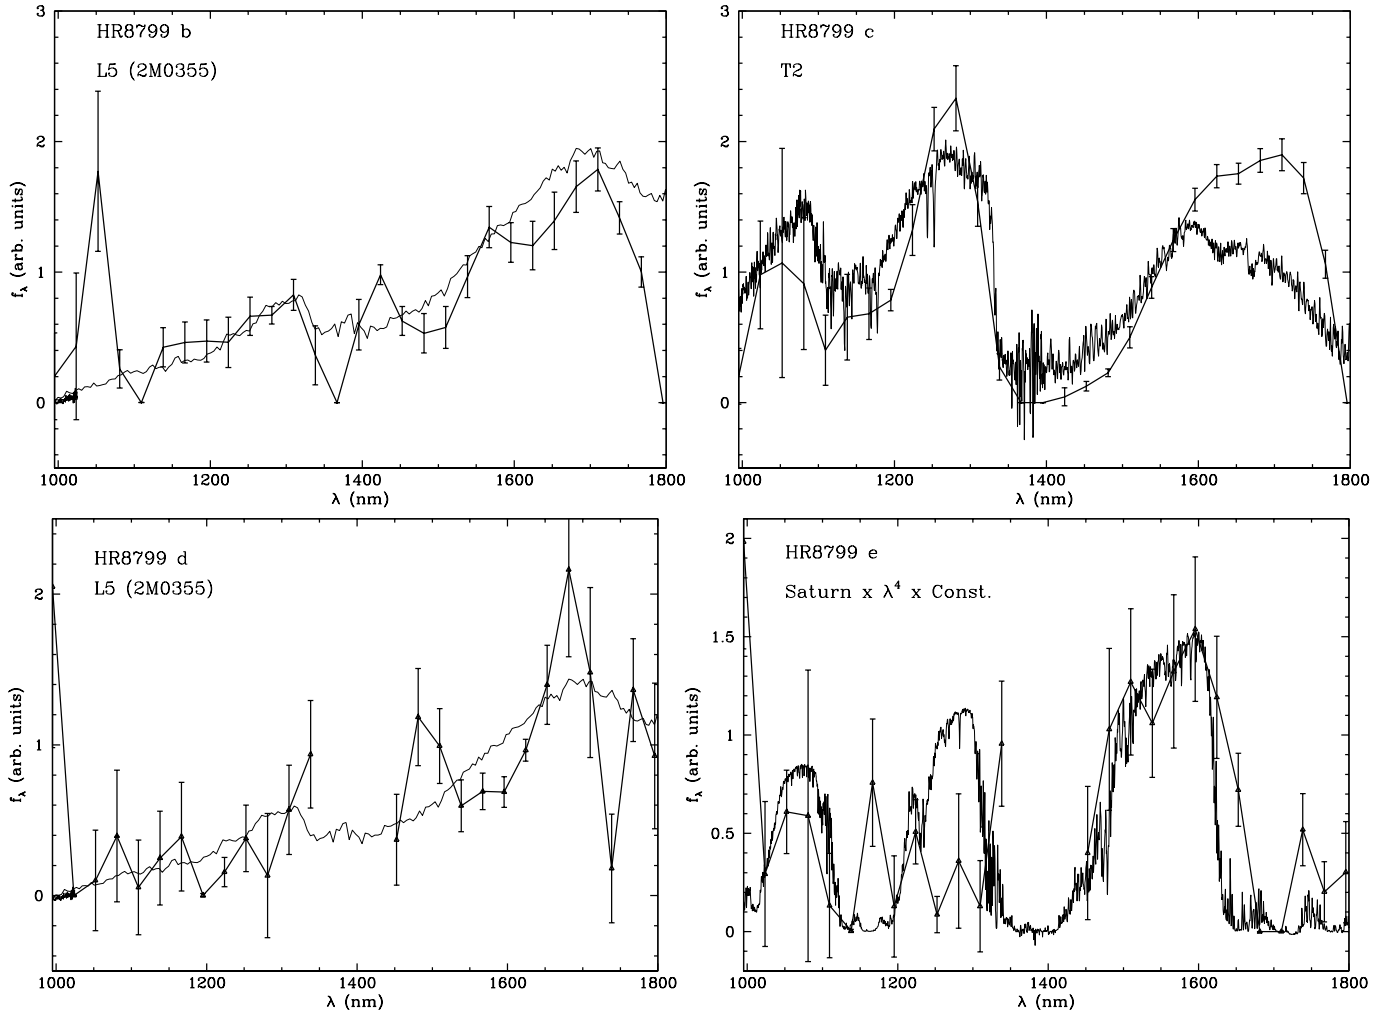 HR8799 b
L5 (2M0355)
3
2
1
0
f_λ (arb. units)
1000 1200 1400 1600 1800
λ (nm)
HR8799 c
T2
3
2
1
0
f_λ (arb. units)
1000 1200 1400 1600 1800
λ (nm)
HR8799 d
L5 (2M0355)
2
1
0
f_λ (arb. units)
1000 1200 1400 1600 1800
λ (nm)
HR8799 e
Saturn x λ⁴ x Const.
2
1.5
1
0.5
0
f_λ (arb. units)
1000 1200 1400 1600 1800
λ (nm)